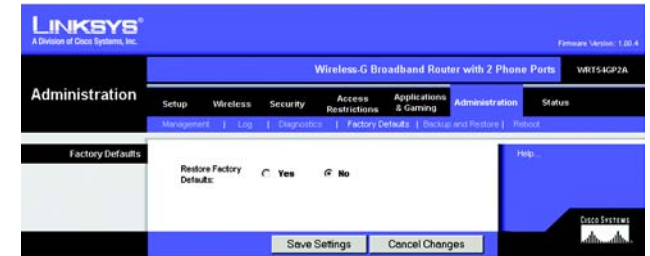 LINKSYS®
A Division of Cisco Systems, Inc.
Firmware Version: 1.00.4
Wireless-G Broadband Router with 2 Phone Ports WRT54GP2A
Administration
Setup Wireless Security Access Restrictions Applications & Gaming Administration Status
Management | Log | Diagnostics | Factory Defaults | Backup and Restore | Reboot
Factory Defaults
Restore Factory Defaults: Yes No
Help...
CISCO SYSTEMS
Save Settings Cancel Changes